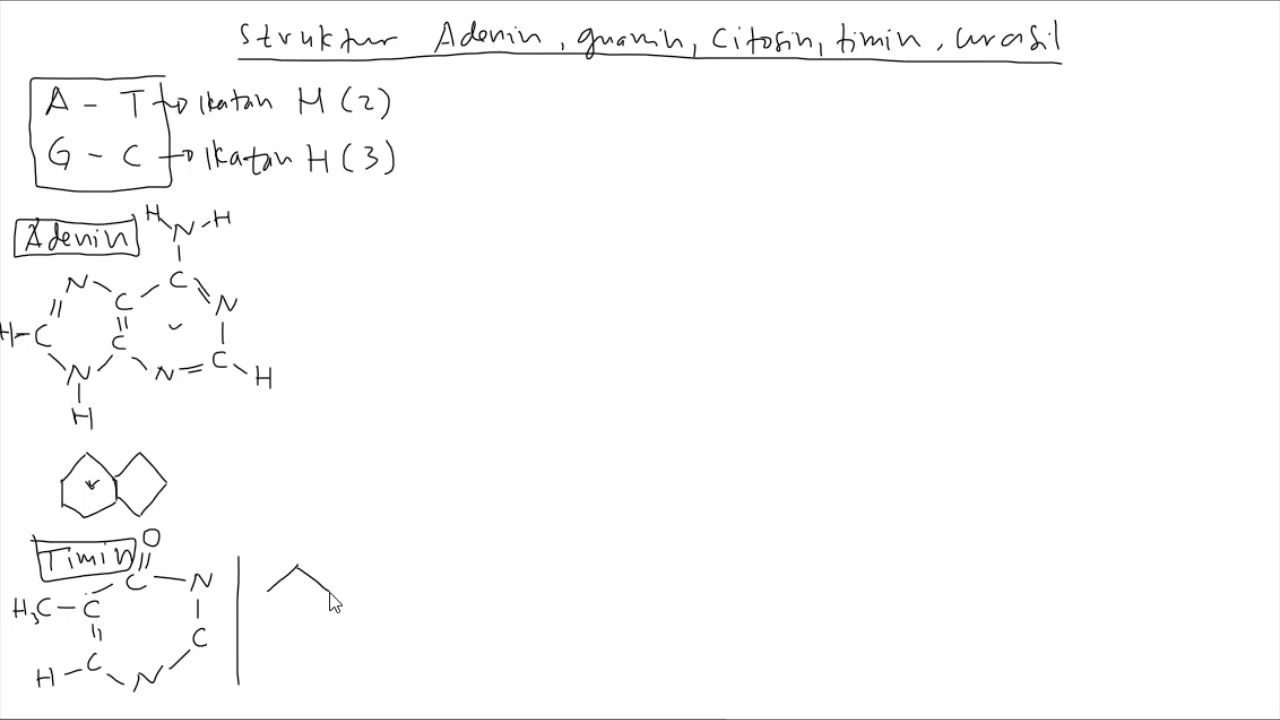 Struktur Adenin, guanin, Citosin, timin, urasil
A - T → Ikatan H (2)
G - C → Ikatan H (3)
Adenin
H N - H
N C C N
H - C C
N N = C H
H
Timin O
C - N
H3C - C
C
H - C N